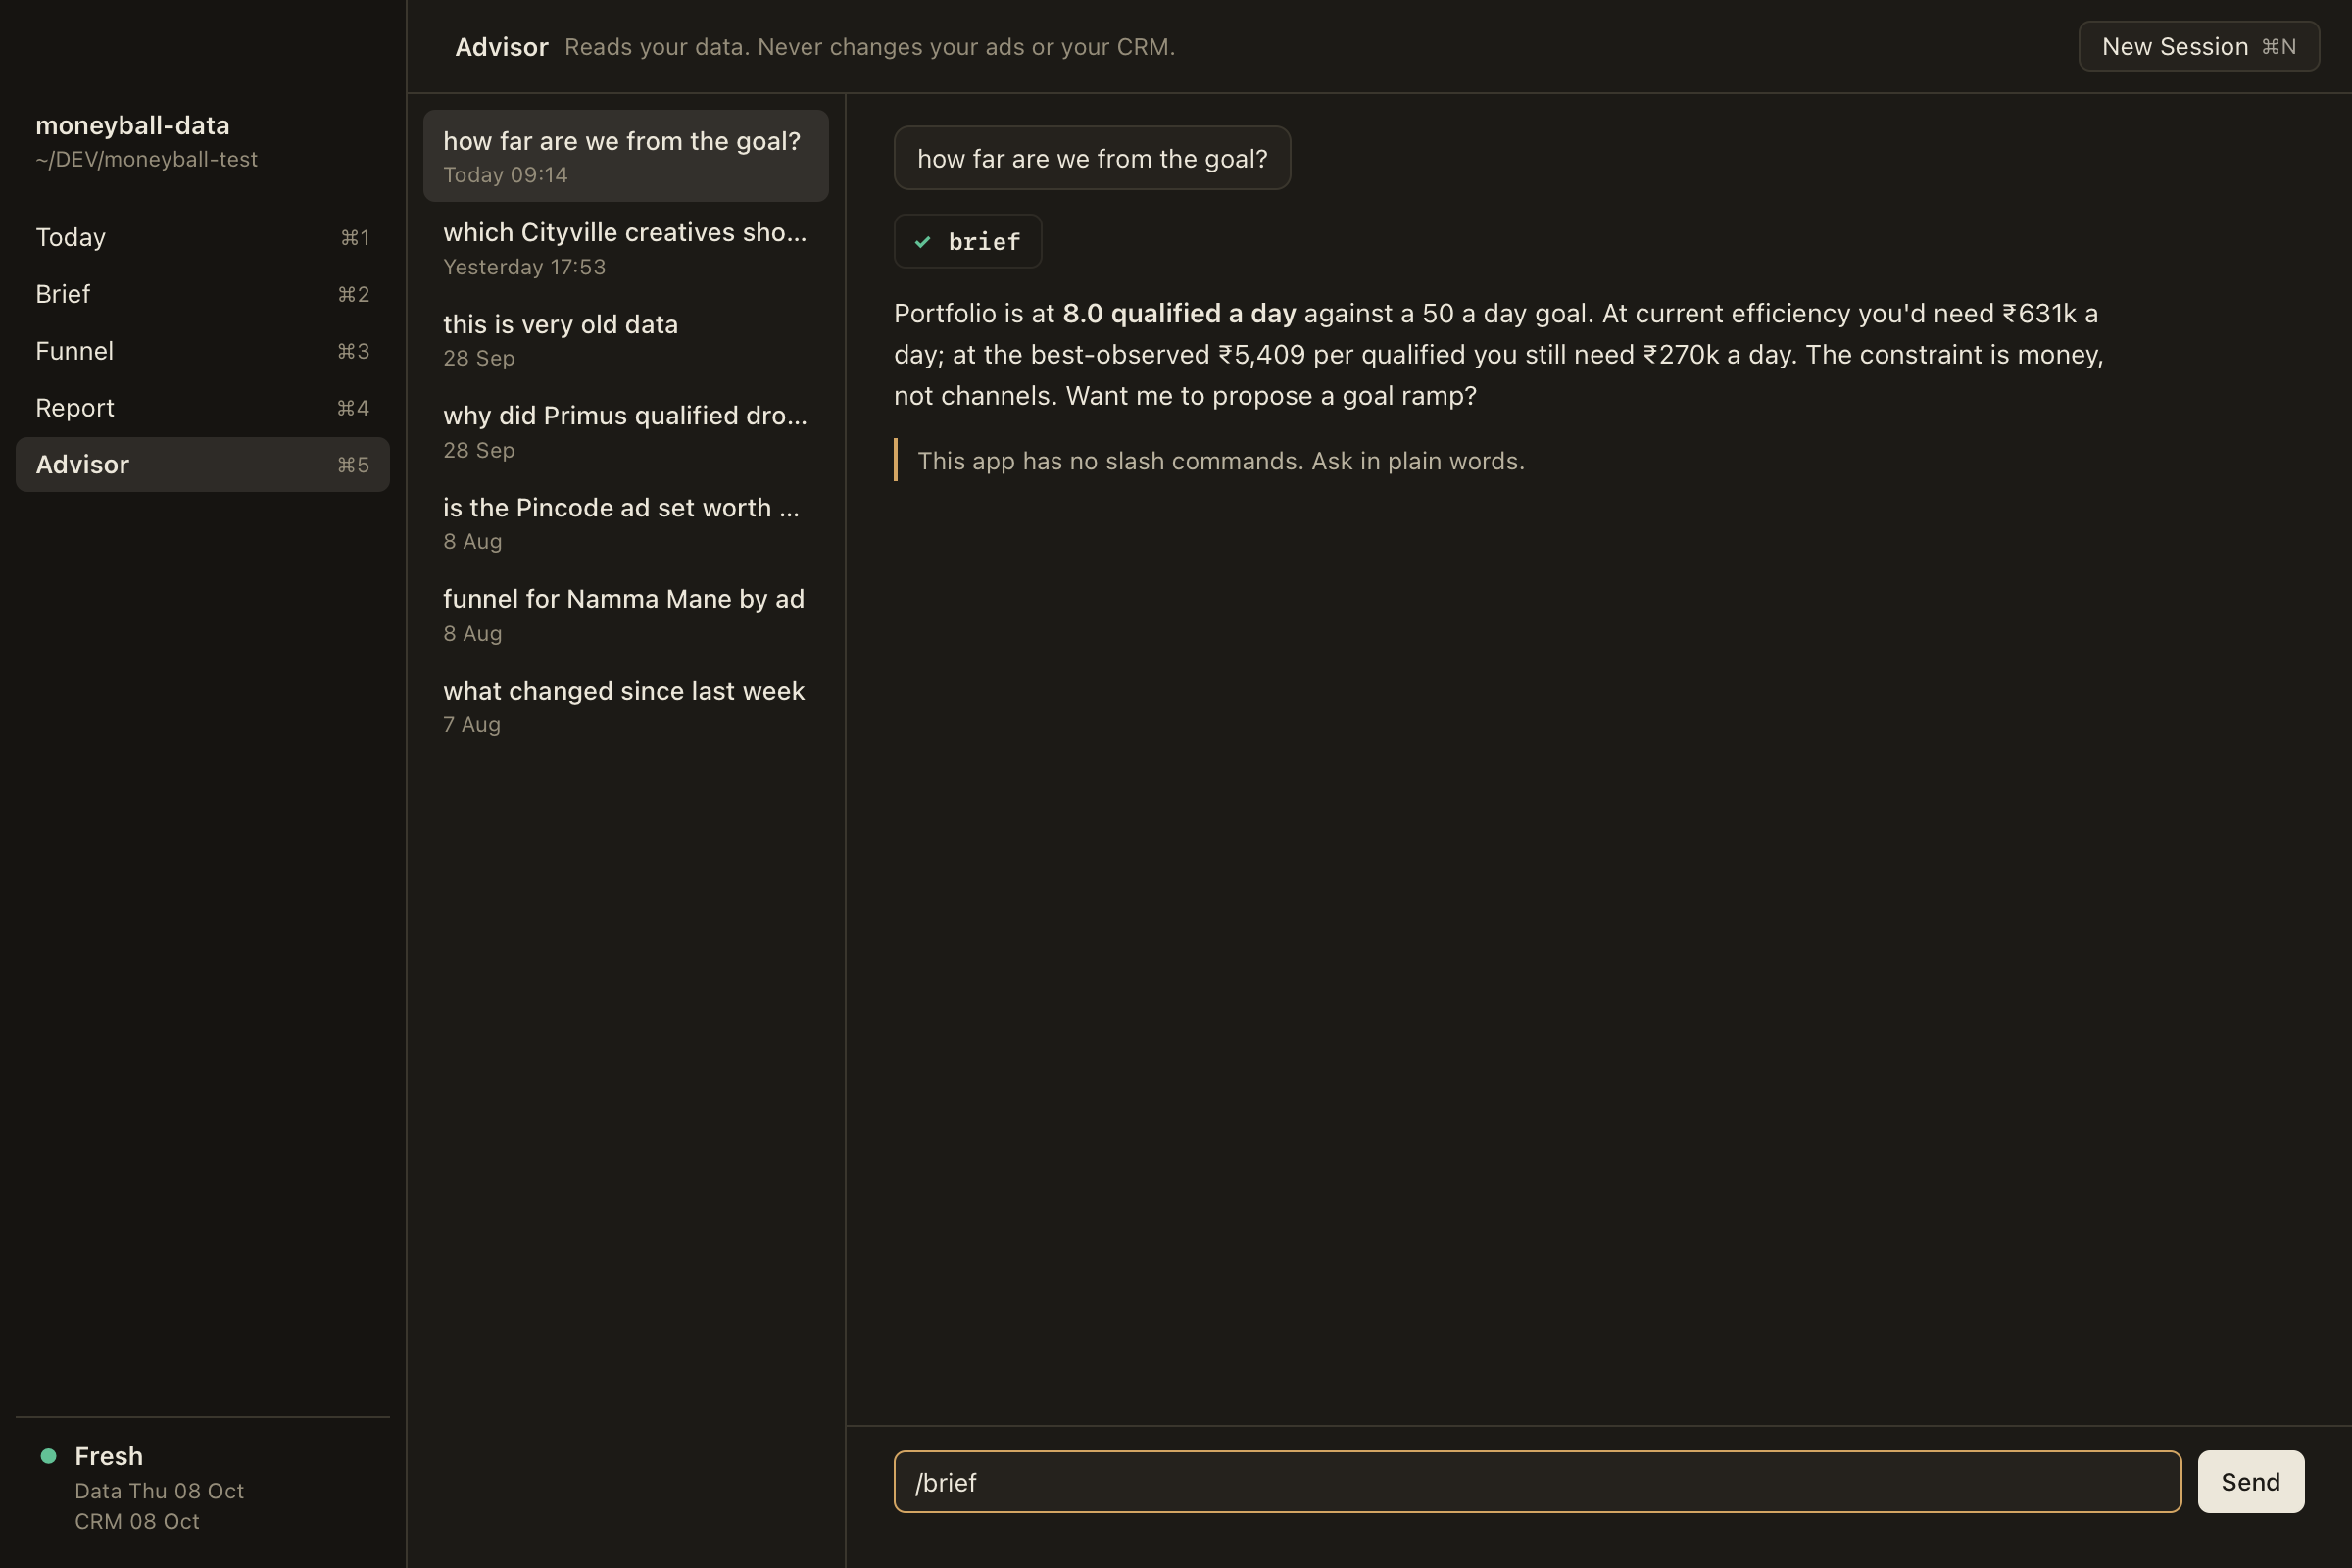 moneyball-data
~/DEV/moneyball-test
Today ⌘1
Brief ⌘2
Funnel ⌘3
Report ⌘4
Advisor ⌘5
Fresh
Data Thu 08 Oct
CRM 08 Oct
Advisor Reads your data. Never changes your ads or your CRM.
New Session ⌘N
how far are we from the goal?
Today 09:14
which Cityville creatives sho...
Yesterday 17:53
this is very old data
28 Sep
why did Primus qualified dro...
28 Sep
is the Pincode ad set worth ...
8 Aug
funnel for Namma Mane by ad
8 Aug
what changed since last week
7 Aug
how far are we from the goal?
✓ brief
Portfolio is at 8.0 qualified a day against a 50 a day goal. At current efficiency you'd need ₹631k a
day; at the best-observed ₹5,409 per qualified you still need ₹270k a day. The constraint is money,
not channels. Want me to propose a goal ramp?
This app has no slash commands. Ask in plain words.
/brief
Send